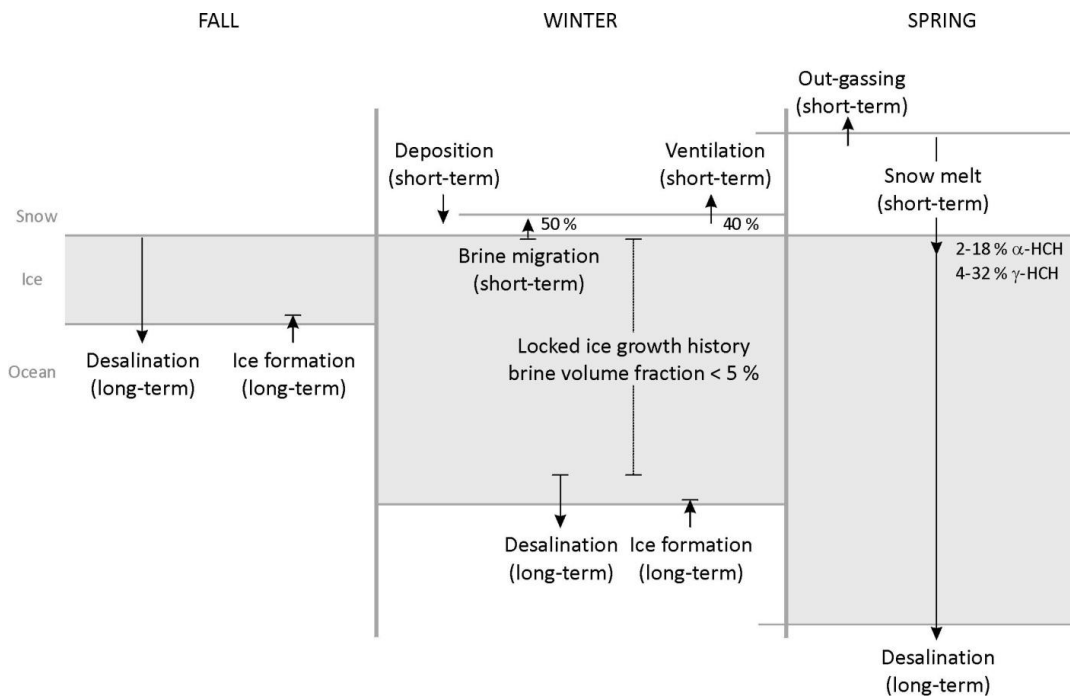 FALL
WINTER
SPRING
Out-gassing
(short-term)
Deposition
(short-term)
Ventilation
(short-term)
Snow melt
(short-term)
Snow
50 %
40 %
Brine migration
(short-term)
2-18 % α-HCH
4-32 % γ-HCH
Ice
Locked ice growth history
brine volume fraction < 5 %
Ocean
Desalination
(long-term)
Ice formation
(long-term)
Desalination
(long-term)
Ice formation
(long-term)
Desalination
(long-term)